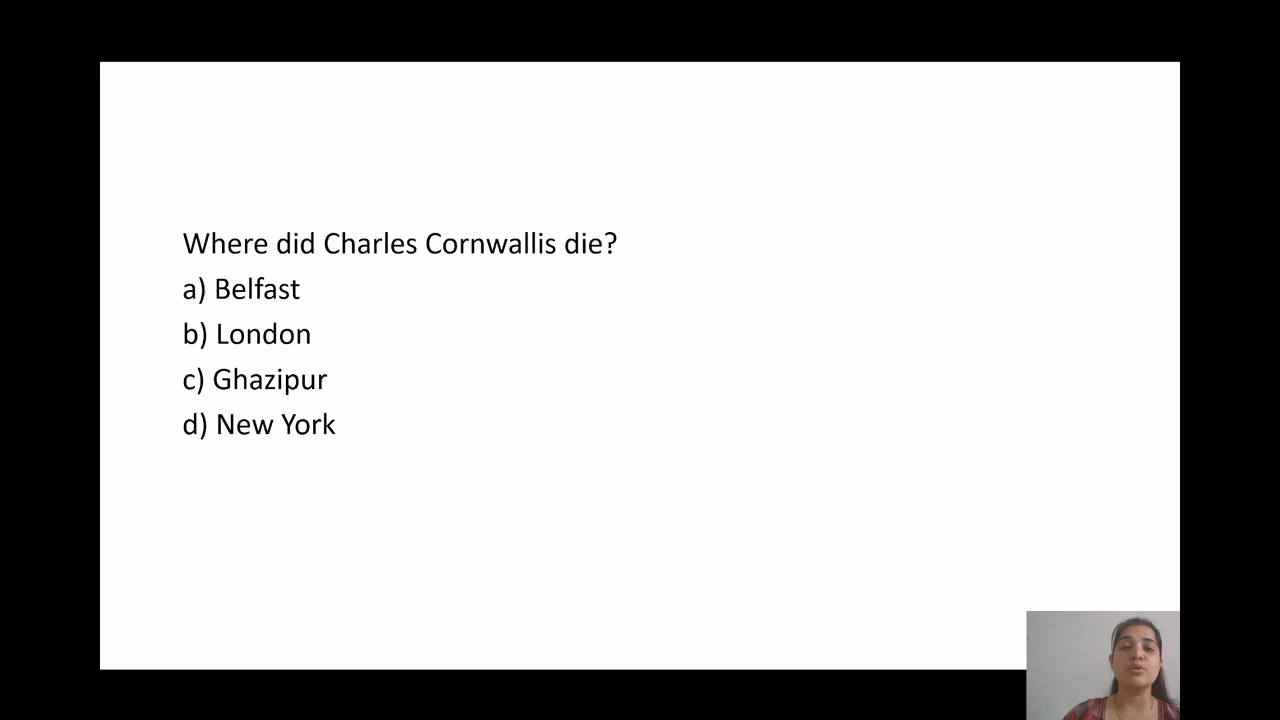 Where did Charles Cornwallis die?
a) Belfast
b) London
c) Ghazipur
d) New York